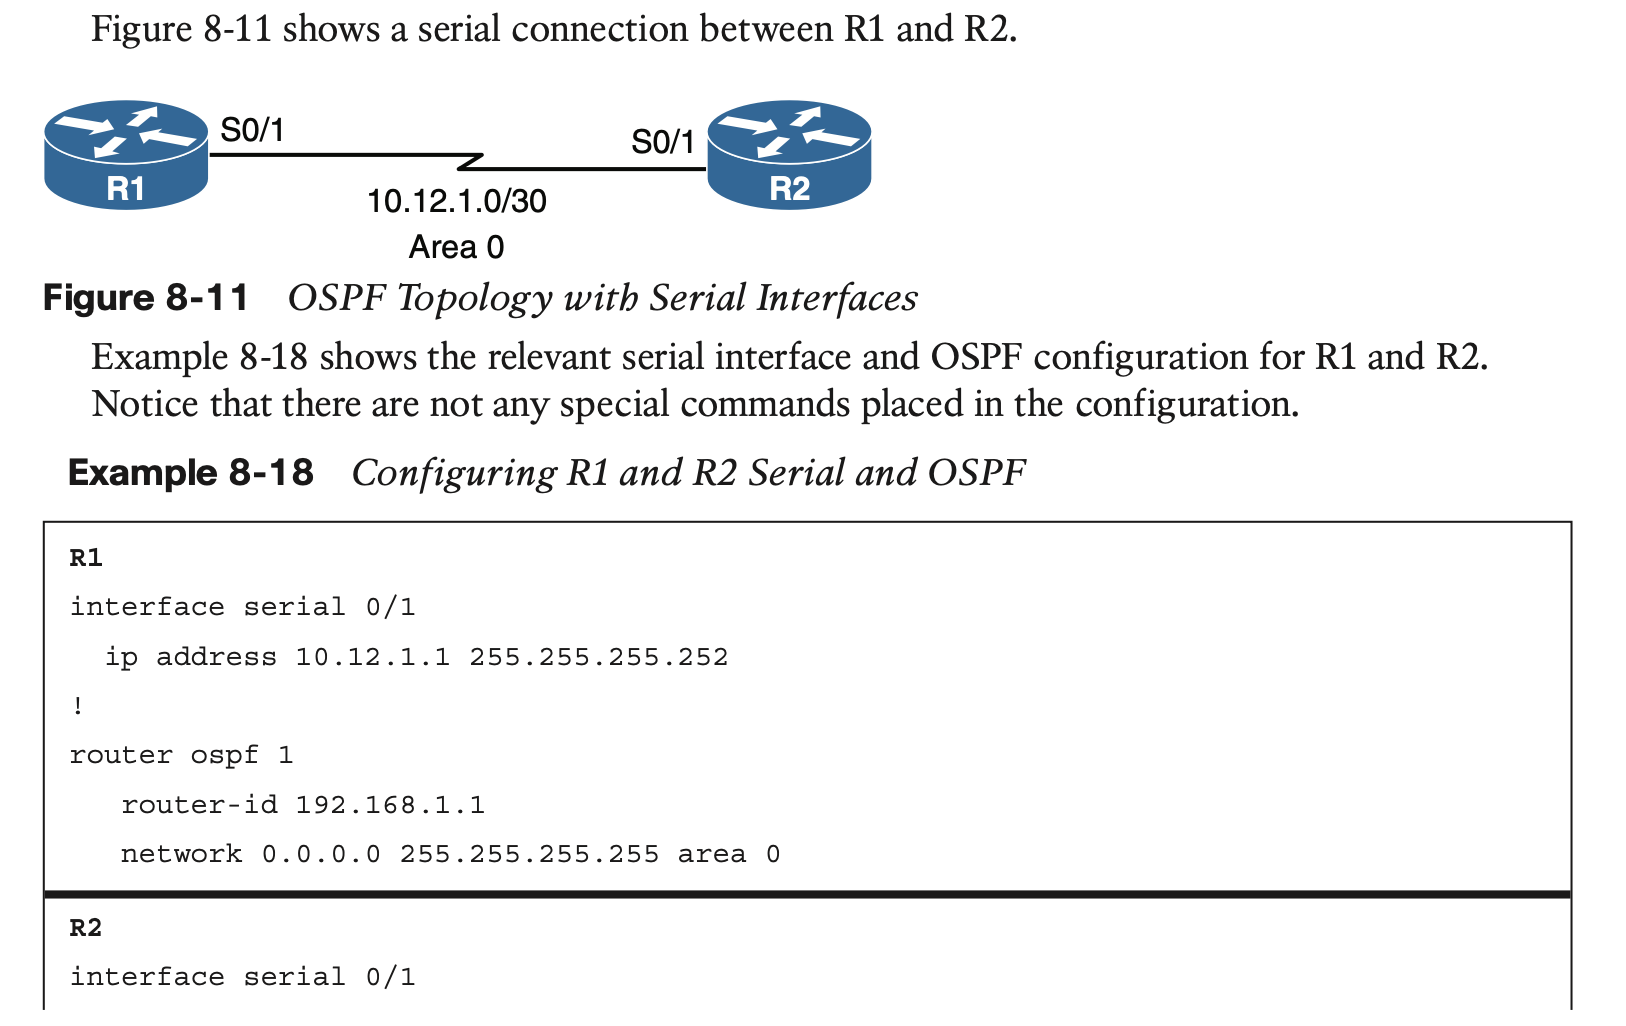 Figure 8-11 shows a serial connection between R1 and R2.
S0/1
S0/1
R1
R2
10.12.1.0/30
Area 0
Figure 8-11 OSPF Topology with Serial Interfaces
Example 8-18 shows the relevant serial interface and OSPF configuration for R1 and R2.
Notice that there are not any special commands placed in the configuration.
Example 8-18 Configuring R1 and R2 Serial and OSPF
R1
interface serial 0/1
ip address 10.12.1.1 255.255.255.252
!
router ospf 1
router-id 192.168.1.1
network 0.0.0.0 255.255.255.255 area 0
R2
interface serial 0/1